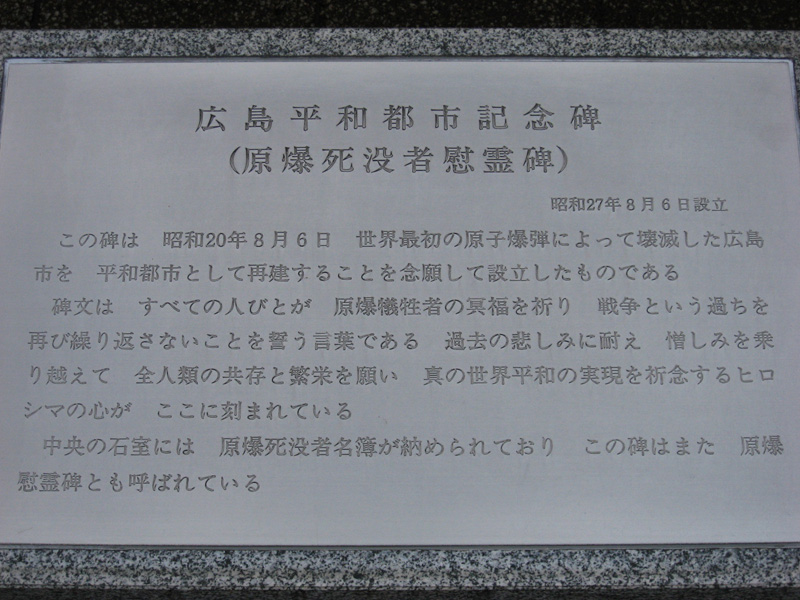 広島平和都市記念碑
(原爆死没者慰霊碑)
昭和27年8月6日設立
この碑は　昭和20年8月6日　世界最初の原子爆弾によって壊滅した広島
市を　平和都市として再建することを念願して設立したものである
碑文は　すべての人びとが　原爆犠牲者の冥福を祈り　戦争という過ちを
再び繰り返さないことを誓う言葉である　過去の悲しみに耐え　憎しみを乗
り越えて　全人類の共存と繁栄を願い　真の世界平和の実現を祈念するヒロ
シマの心が　ここに刻まれている
中央の石室には　原爆死没者名簿が納められており　この碑はまた　原爆
慰霊碑とも呼ばれている